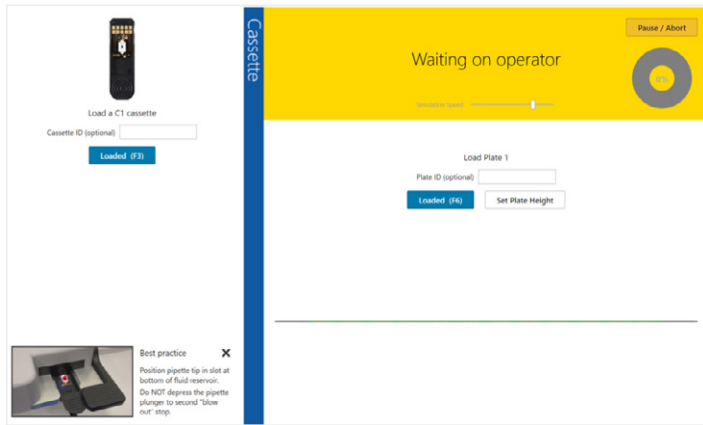 Load a C1 cassette
Cassette ID (optional)
Loaded (F3)
Best practice X
Position pipette tip in slot at
bottom of fluid reservoir.
Do NOT depress the pipette
plunger to second "blow
out" stop.
Cassette
Pause / Abort
Waiting on operator
0%
Simulation Speed
Load Plate 1
Plate ID (optional)
Loaded (F6)
Set Plate Height